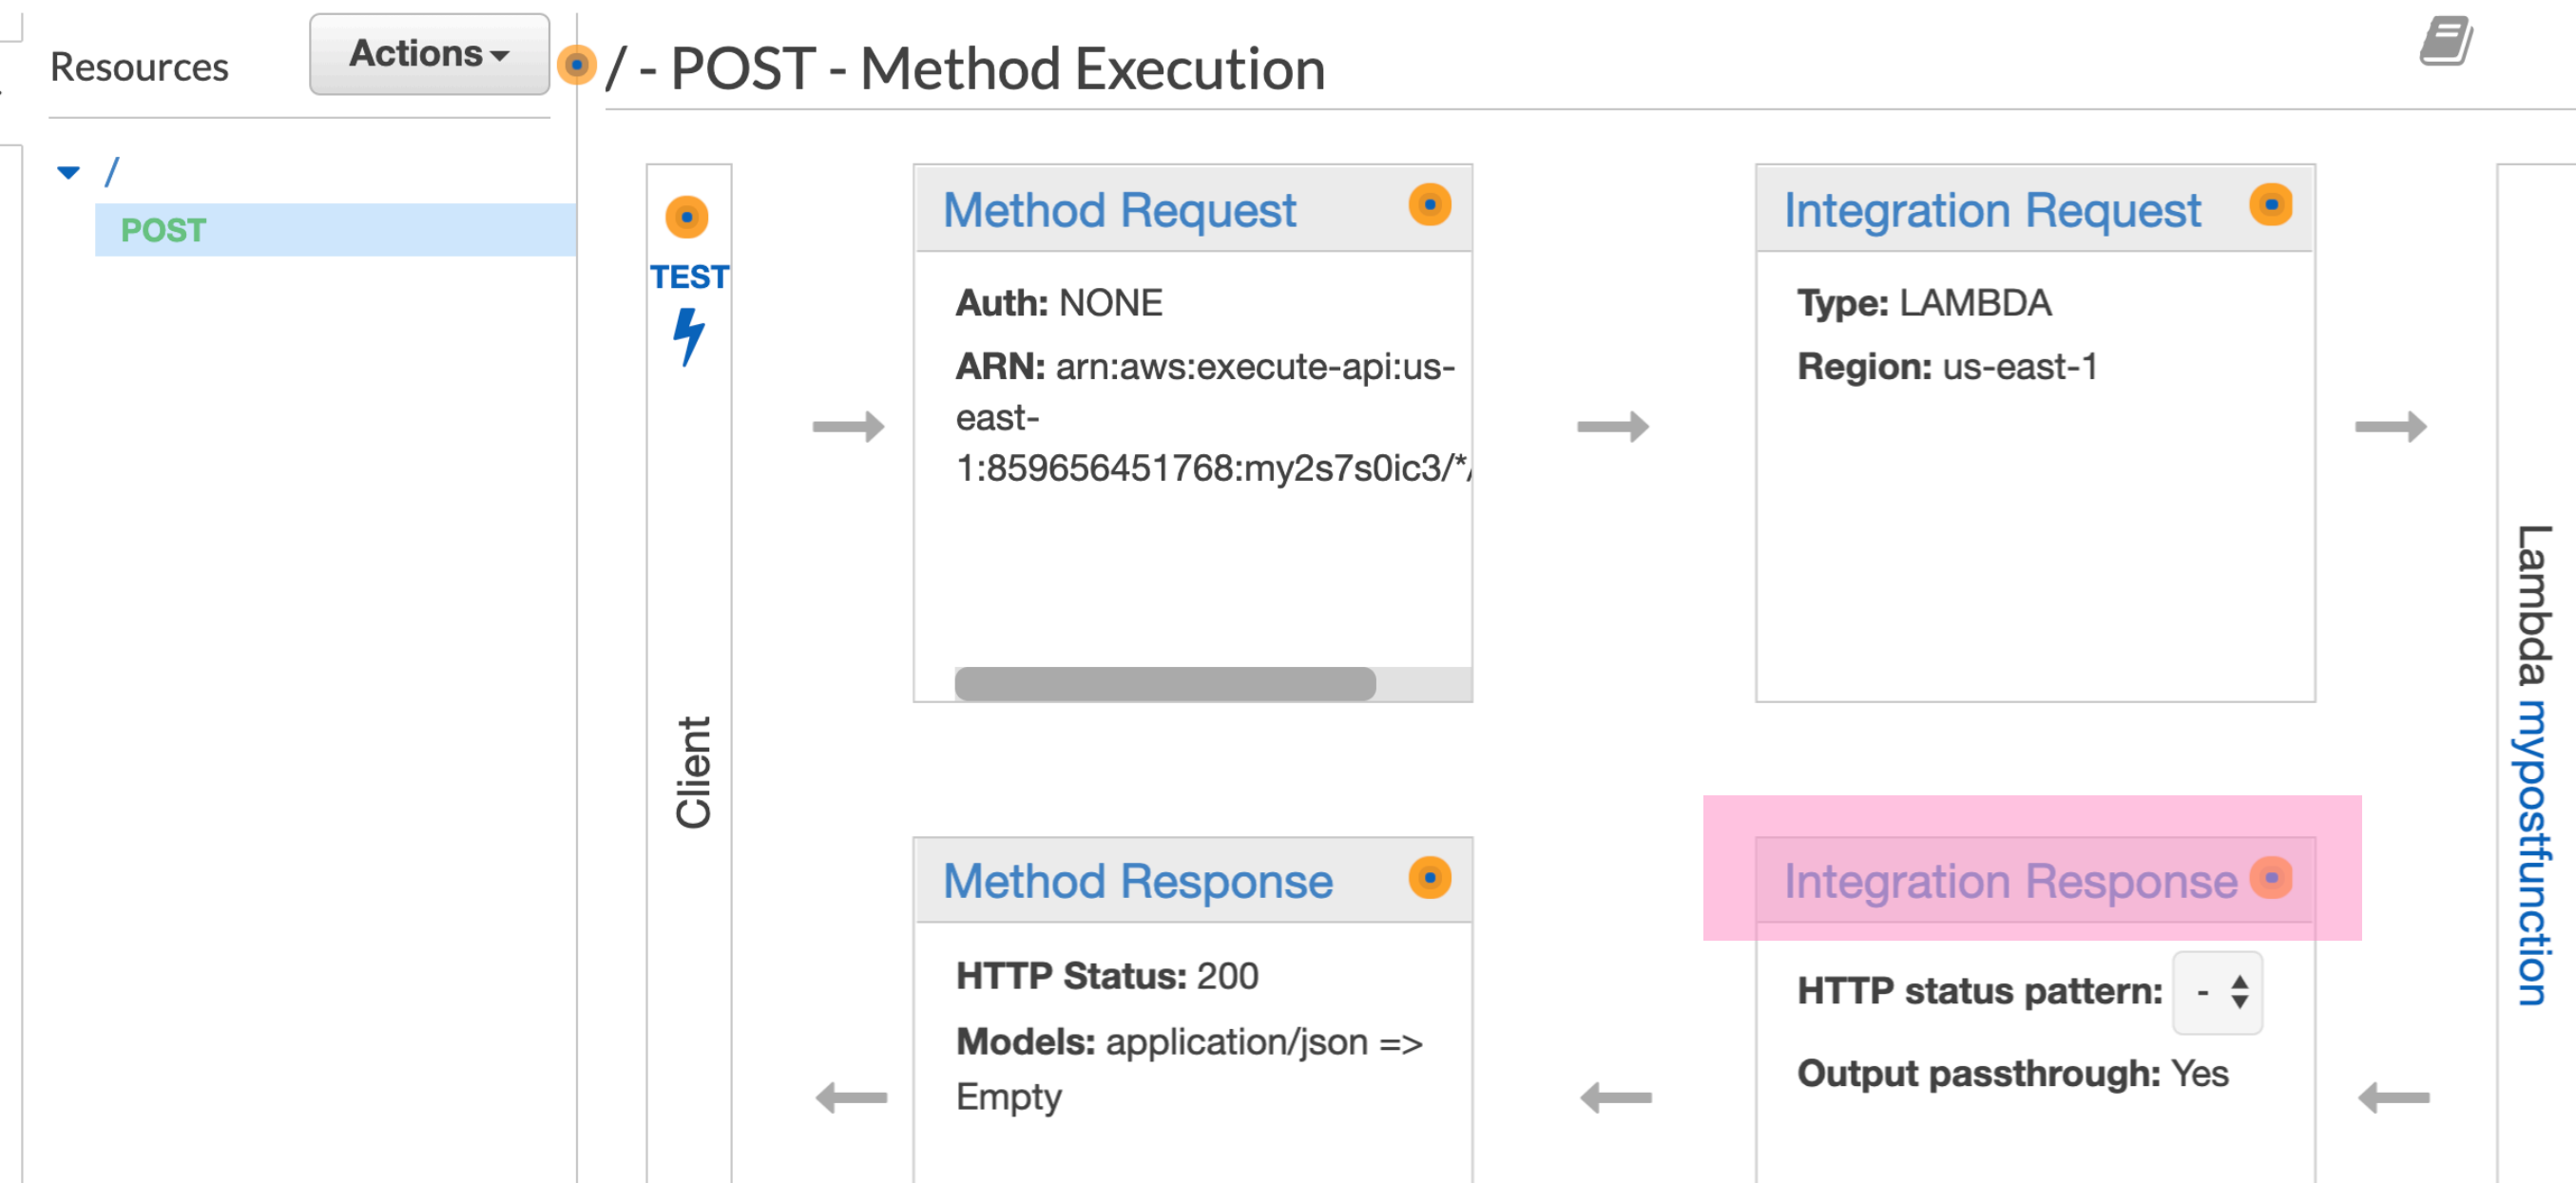 Resources
Actions
/ - POST - Method Execution
/
POST
TEST
Client
Method Request
Auth: NONE
ARN: arn:aws:execute-api:us-
east-
1:859656451768:my2s7s0ic3/*/
Integration Request
Type: LAMBDA
Region: us-east-1
Lambda mypostfunction
Method Response
HTTP Status: 200
Models: application/json =>
Empty
Integration Response
HTTP status pattern: -
Output passthrough: Yes